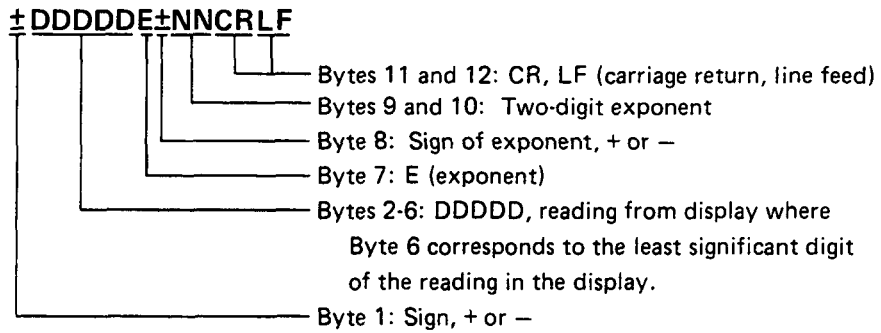 ±DDDDDE±NNCRLF
Bytes 11 and 12: CR, LF (carriage return, line feed)
Bytes 9 and 10: Two-digit exponent
Byte 8: Sign of exponent, + or −
Byte 7: E (exponent)
Bytes 2-6: DDDDD, reading from display where
Byte 6 corresponds to the least significant digit
of the reading in the display.
Byte 1: Sign, + or −